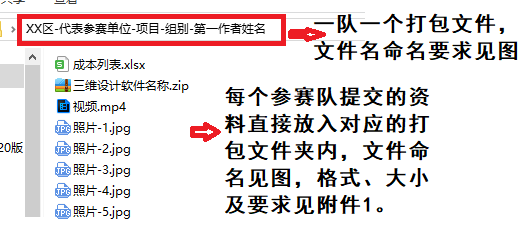 XX区-代表参赛单位-项目-组别-第一作者姓名
一队一个打包文件，
文件名命名要求见图
成本列表.xlsx
三维设计软件名称.zip
视频.mp4
照片-1.jpg
照片-2.jpg
照片-3.jpg
照片-4.jpg
照片-5.jpg
20版
每个参赛队提交的资
料直接放入对应的打
包文件夹内，文件命
名见图，格式、大小
及要求见附件1。